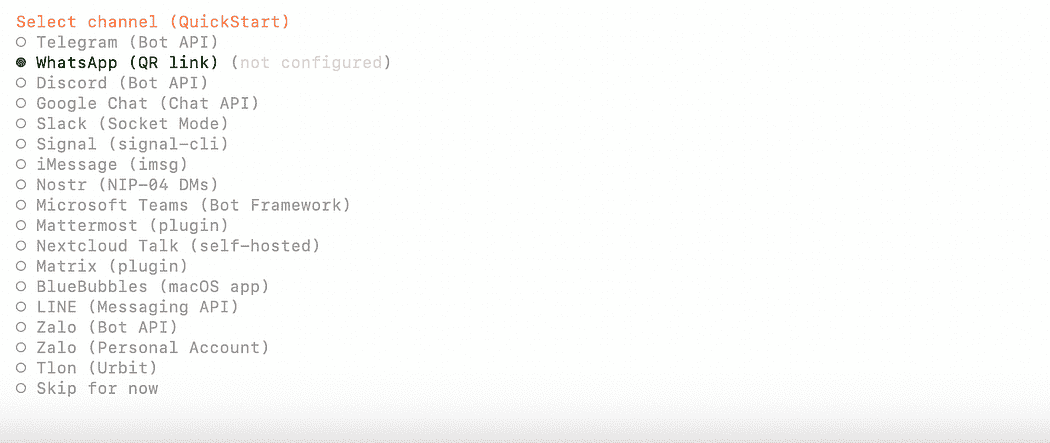 Select channel (QuickStart)
○ Telegram (Bot API)
● WhatsApp (QR link) (not configured)
○ Discord (Bot API)
○ Google Chat (Chat API)
○ Slack (Socket Mode)
○ Signal (signal-cli)
○ iMessage (imsg)
○ Nostr (NIP-04 DMs)
○ Microsoft Teams (Bot Framework)
○ Mattermost (plugin)
○ Nextcloud Talk (self-hosted)
○ Matrix (plugin)
○ BlueBubbles (macOS app)
○ LINE (Messaging API)
○ Zalo (Bot API)
○ Zalo (Personal Account)
○ Tlon (Urbit)
○ Skip for now